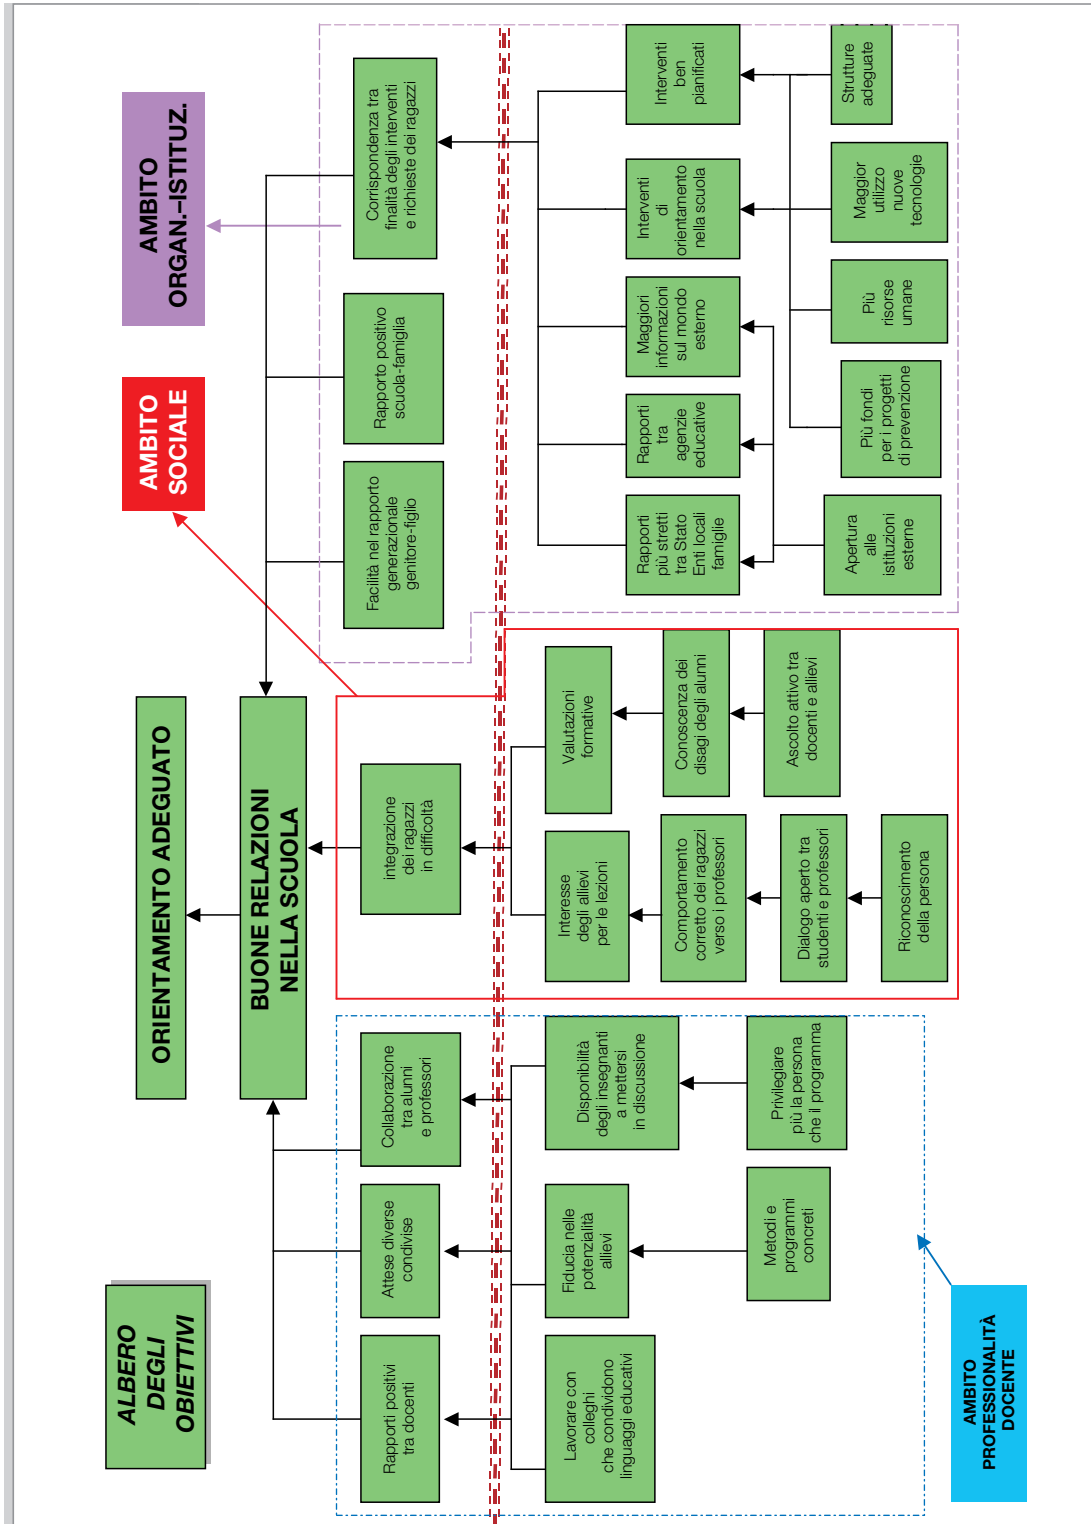 ALBERO
DEGLI
OBIETTIVI
ORIENTAMENTO ADEGUATO
AMBITO
SOCIALE
AMBITO
ORGAN.–ISTITUZ.
BUONE RELAZIONI
NELLA SCUOLA
Rapporti positivi
tra docenti
Attese diverse
condivise
Collaborazione
tra alunni
e professori
integrazione
dei ragazzi
in difficoltà
Facilità nel rapporto
generazionale
genitore-figlio
Rapporto positivo
scuola-famiglia
Corrispondenza tra
finalità degli interventi
e richieste dei ragazzi
Lavorare con
colleghi
che condividono
linguaggi educativi
Fiducia nelle
potenzialità
allievi
Disponibilità
degli insegnanti
a mettersi
in discussione
Interesse
degli allievi
per le lezioni
Valutazioni
formative
Rapporti
più stretti
tra Stato
Enti locali
famiglie
Rapporti
tra
agenzie
educative
Maggiori
informazioni
sul mondo
esterno
Interventi
di
orientamento
nella scuola
Interventi
ben
pianificati
Comportamento
corretto dei ragazzi
verso i professori
Conoscenza dei
disagi degli alunni
Metodi e
programmi
concreti
Privilegiare
più la persona
che il programma
Dialogo aperto tra
studenti e professori
Ascolto attivo tra
docenti e allievi
Riconoscimento
della persona
Apertura
alle
istituzioni
esterne
Più fondi
per i progetti
di prevenzione
Più
risorse
umane
Maggior
utilizzo
nuove
tecnologie
Strutture
adeguate
AMBITO
PROFESSIONALITÀ
DOCENTE